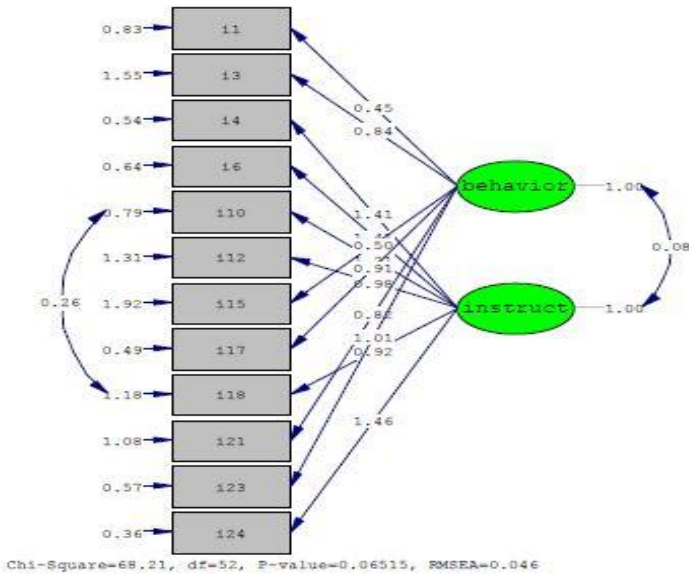 0.83 i1
1.55 i3
0.45
0.84
0.54 i4
0.64 i6
behavior 1.00
0.79 i10
1.41
0.50
0.08
1.31 i12
0.91
0.98
0.26
1.92 i15
instruct 1.00
0.82
0.49 i17
1.01
0.92
1.18 i18
1.46
1.08 i21
0.57 i23
0.36 i24
Chi-Square=68.21, df=52, P-value=0.06515, RMSEA=0.046